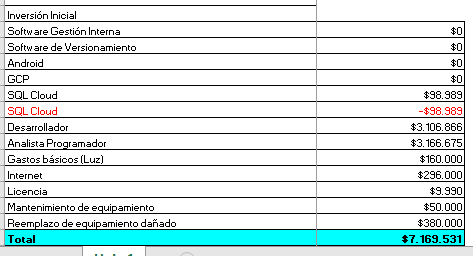 Inversión Inicial
Software Gestión Interna $0
Software de Versionamiento $0
Android $0
GCP $0
SQL Cloud $98.989
SQL Cloud -$98.989
Desarrollador $3.106.866
Analista Programador $3.166.675
Gastos básicos (Luz) $160.000
Internet $296.000
Licencia $9.990
Mantenimiento de equipamiento $50.000
Reemplazo de equipamiento dañado $380.000
Total $7.169.531